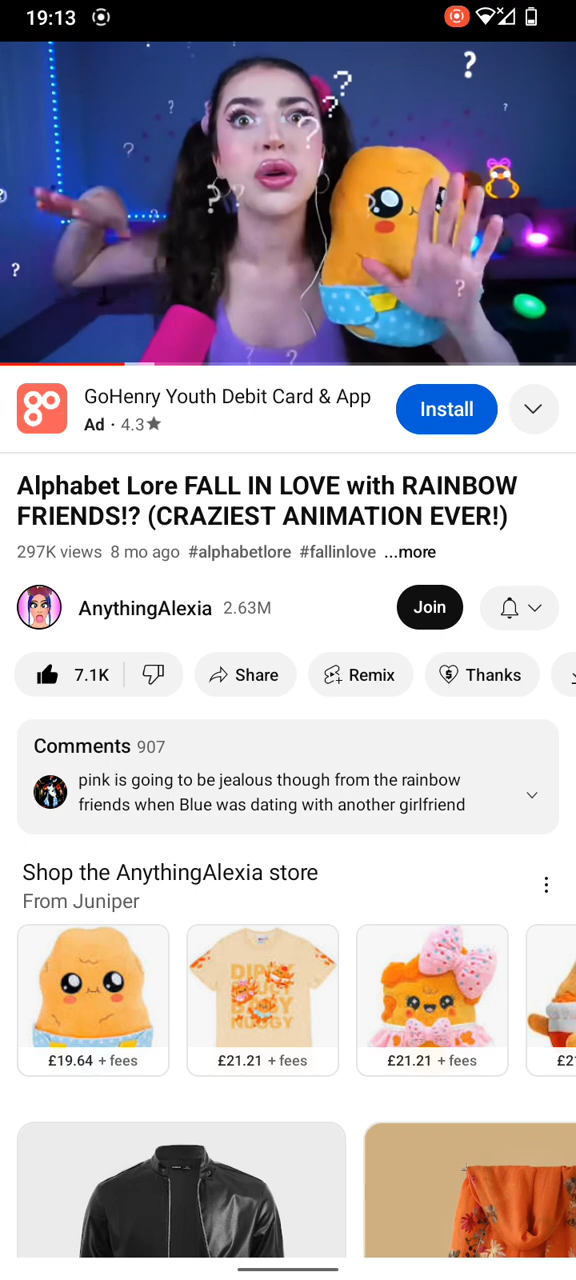 19:13
GoHenry Youth Debit Card & App
Install
Ad · 4.3★
Alphabet Lore FALL IN LOVE with RAINBOW
FRIENDS!? (CRAZIEST ANIMATION EVER!)
297K views 8 mo ago #alphabetlore #fallinlove ...more
AnythingAlexia 2.63M
Join
7.1K
Share
Remix
Thanks
Comments 907
pink is going to be jealous though from the rainbow
friends when Blue was dating with another girlfriend
Shop the AnythingAlexia store
From Juniper
£19.64 + fees
£21.21 + fees
£21.21 + fees